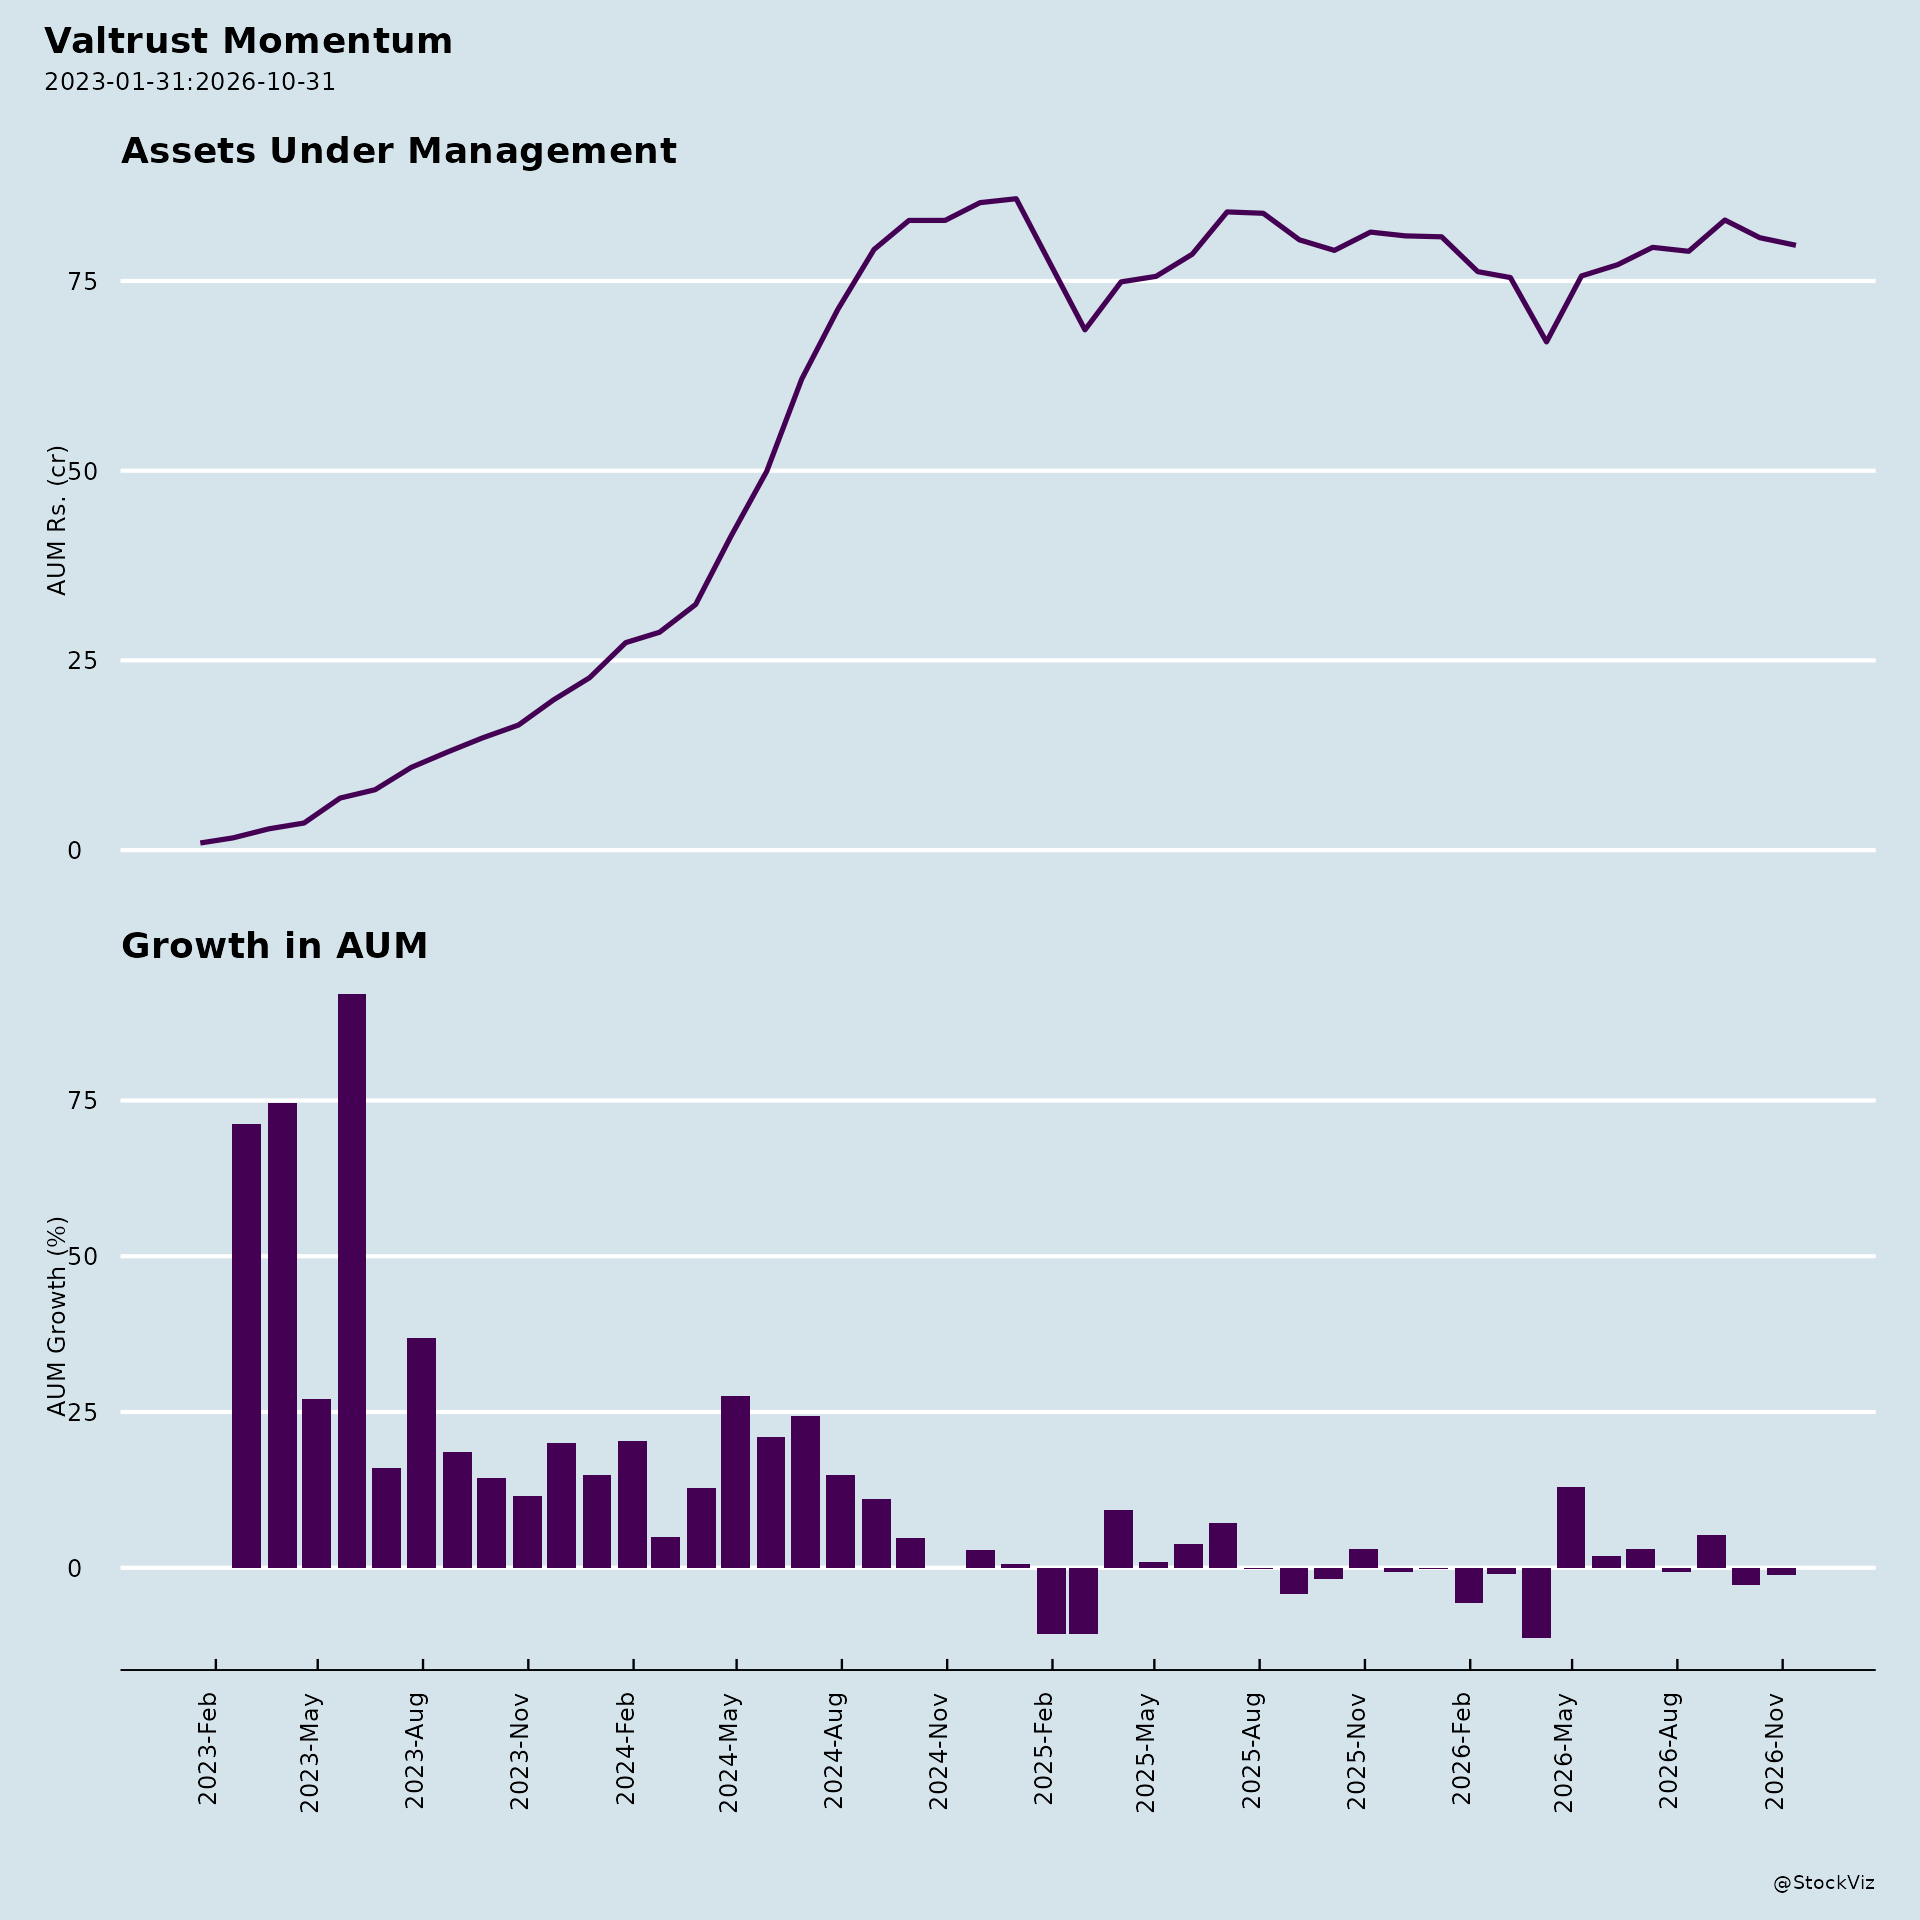 Valtrust Momentum
2023-01-31:2026-10-31
Assets Under Management
AUM Rs. (cr)
75
50
25
0
Growth in AUM
AUM Growth (%)
75
50
25
0
2023-Feb
2023-May
2023-Aug
2023-Nov
2024-Feb
2024-May
2024-Aug
2024-Nov
2025-Feb
2025-May
2025-Aug
2025-Nov
2026-Feb
2026-May
2026-Aug
2026-Nov
@StockViz